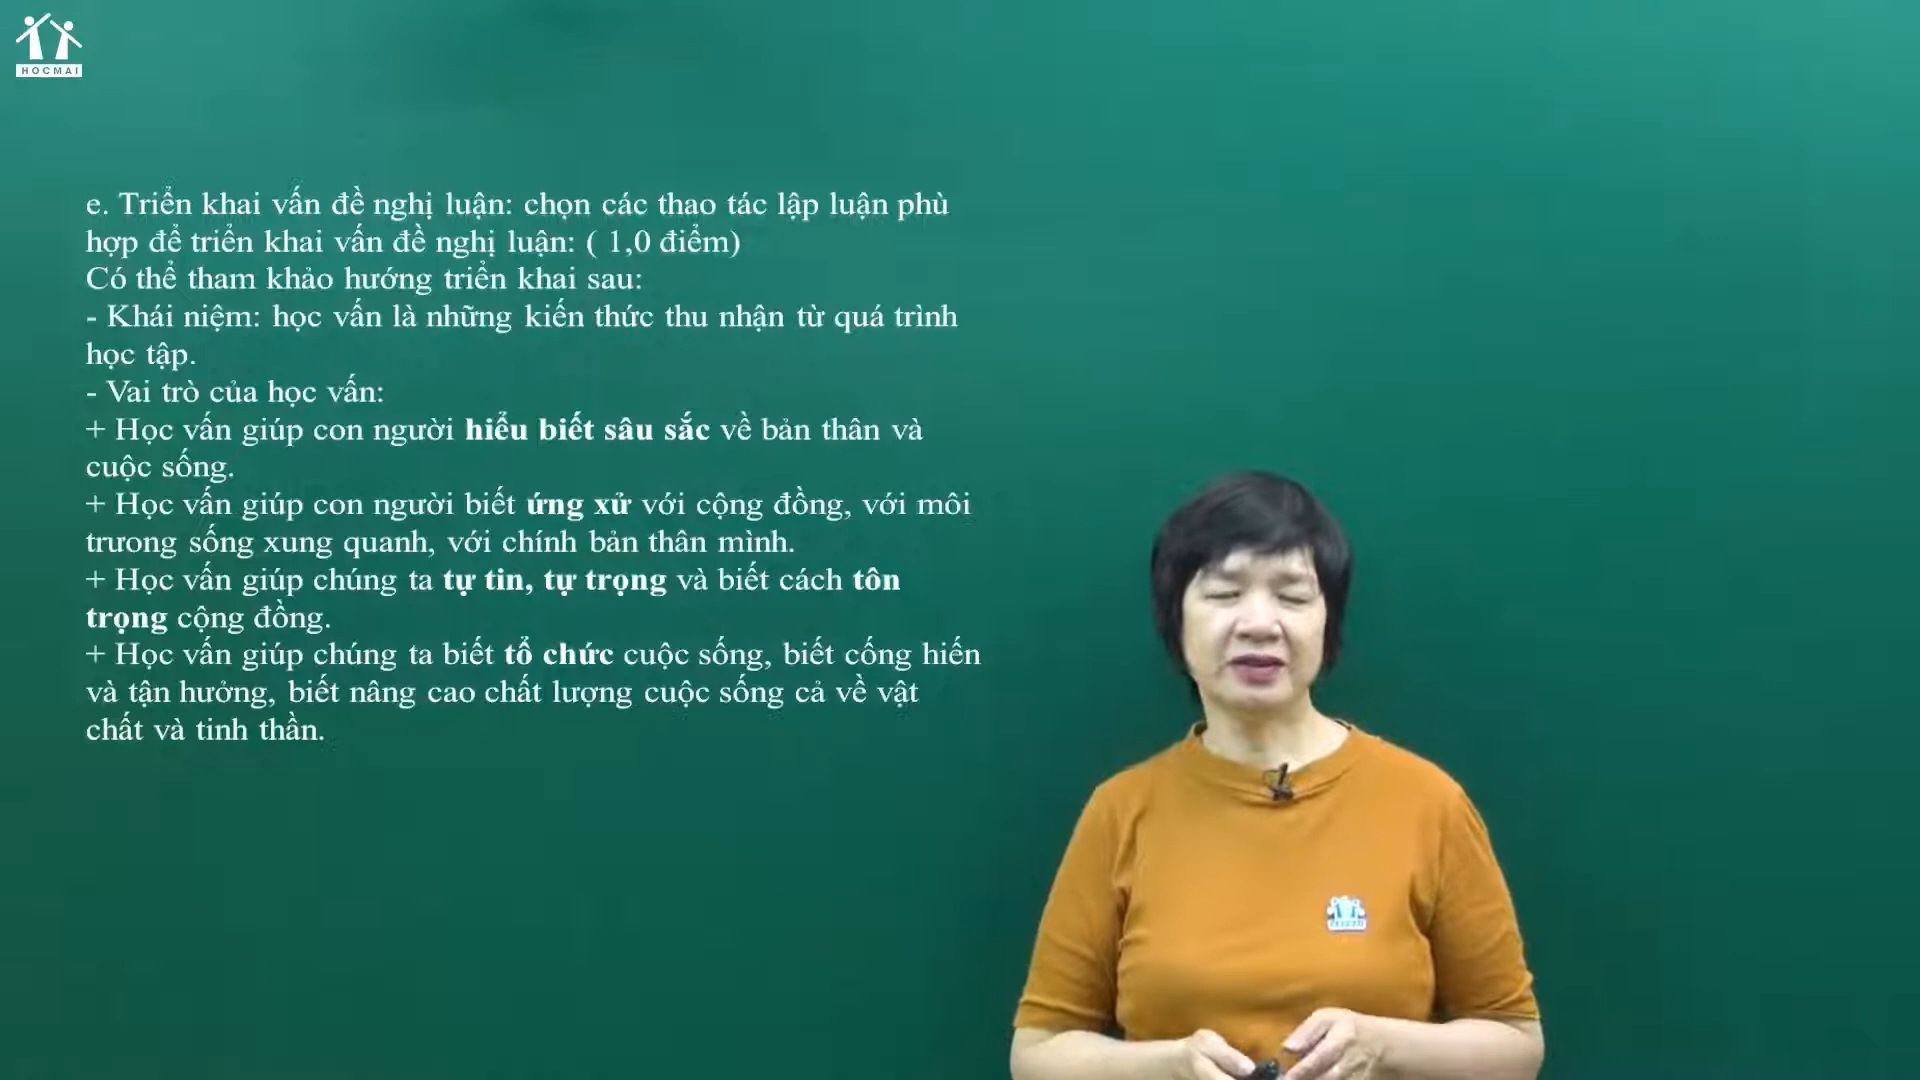 HOCMAI
e. Triển khai vấn đề nghị luận: chọn các thao tác lập luận phù
hợp để triển khai vấn đề nghị luận: ( 1,0 điểm)
Có thể tham khảo hướng triển khai sau:
- Khái niệm: học vấn là những kiến thức thu nhận từ quá trình
học tập.
- Vai trò của học vấn:
+ Học vấn giúp con người hiểu biết sâu sắc về bản thân và
cuộc sống.
+ Học vấn giúp con người biết ứng xử với cộng đồng, với môi
trưong sống xung quanh, với chính bản thân mình.
+ Học vấn giúp chúng ta tự tin, tự trọng và biết cách tôn
trọng cộng đồng.
+ Học vấn giúp chúng ta biết tổ chức cuộc sống, biết cống hiến
và tận hưởng, biết nâng cao chất lượng cuộc sống cả về vật
chất và tinh thần.